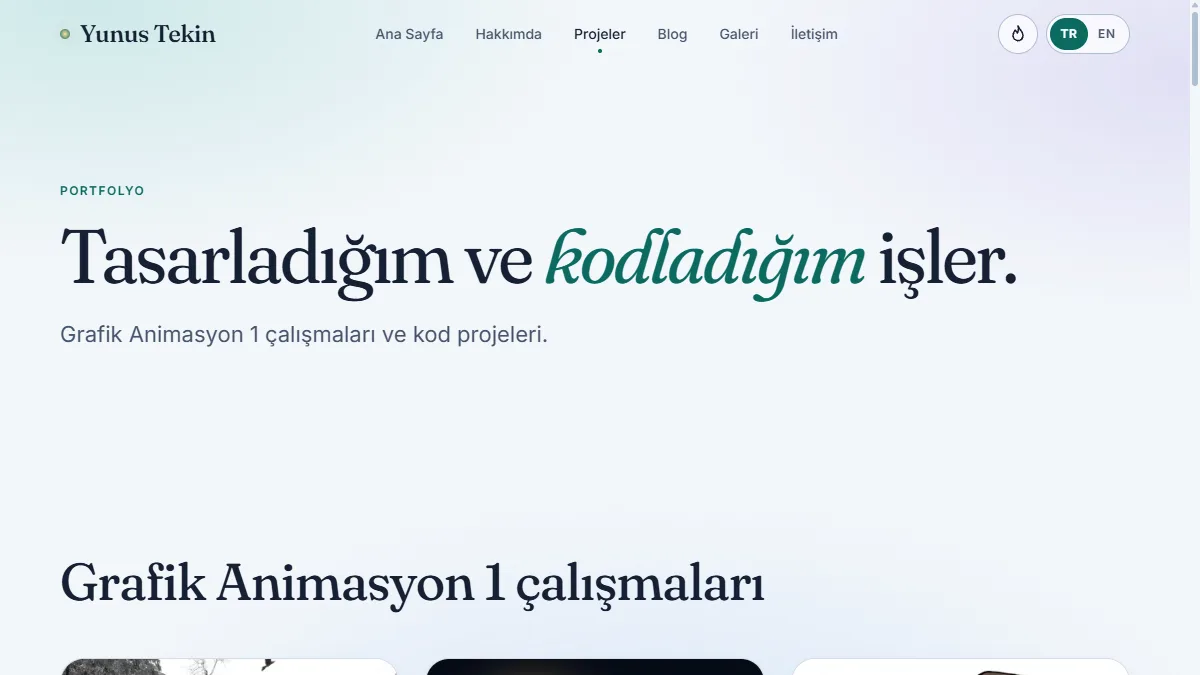 Yunus Tekin
Ana Sayfa
Hakkımda
Projeler
Blog
Galeri
İletişim
TR
EN
PORTFOLYO
Tasarladığım ve kodladığım işler.
Grafik Animasyon 1 çalışmaları ve kod projeleri.
Grafik Animasyon 1 çalışmaları